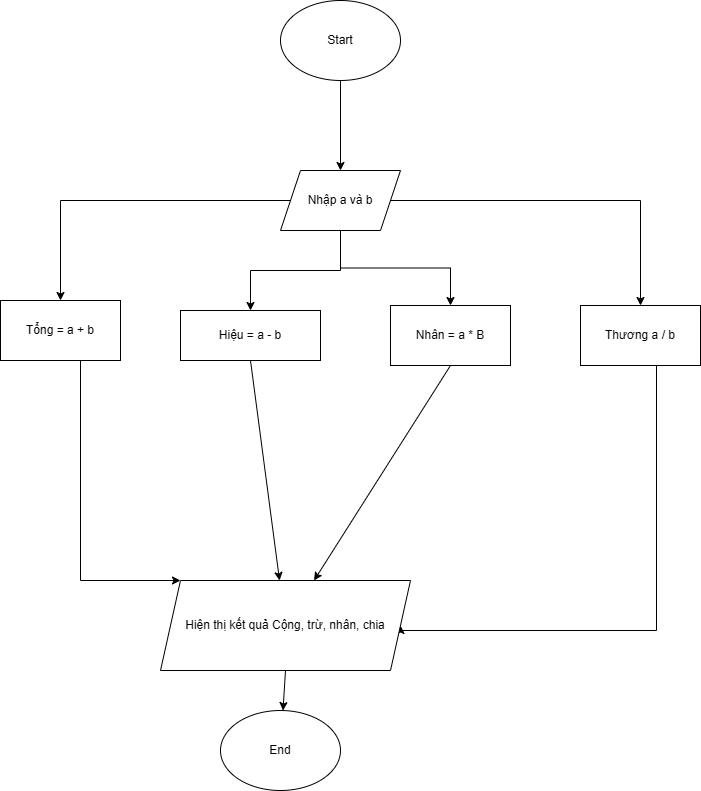 Start
Nhập a và b
Tổng = a + b
Hiệu = a - b
Nhân = a * B
Thương a / b
Hiện thị kết quả Cộng, trừ, nhân, chia
End